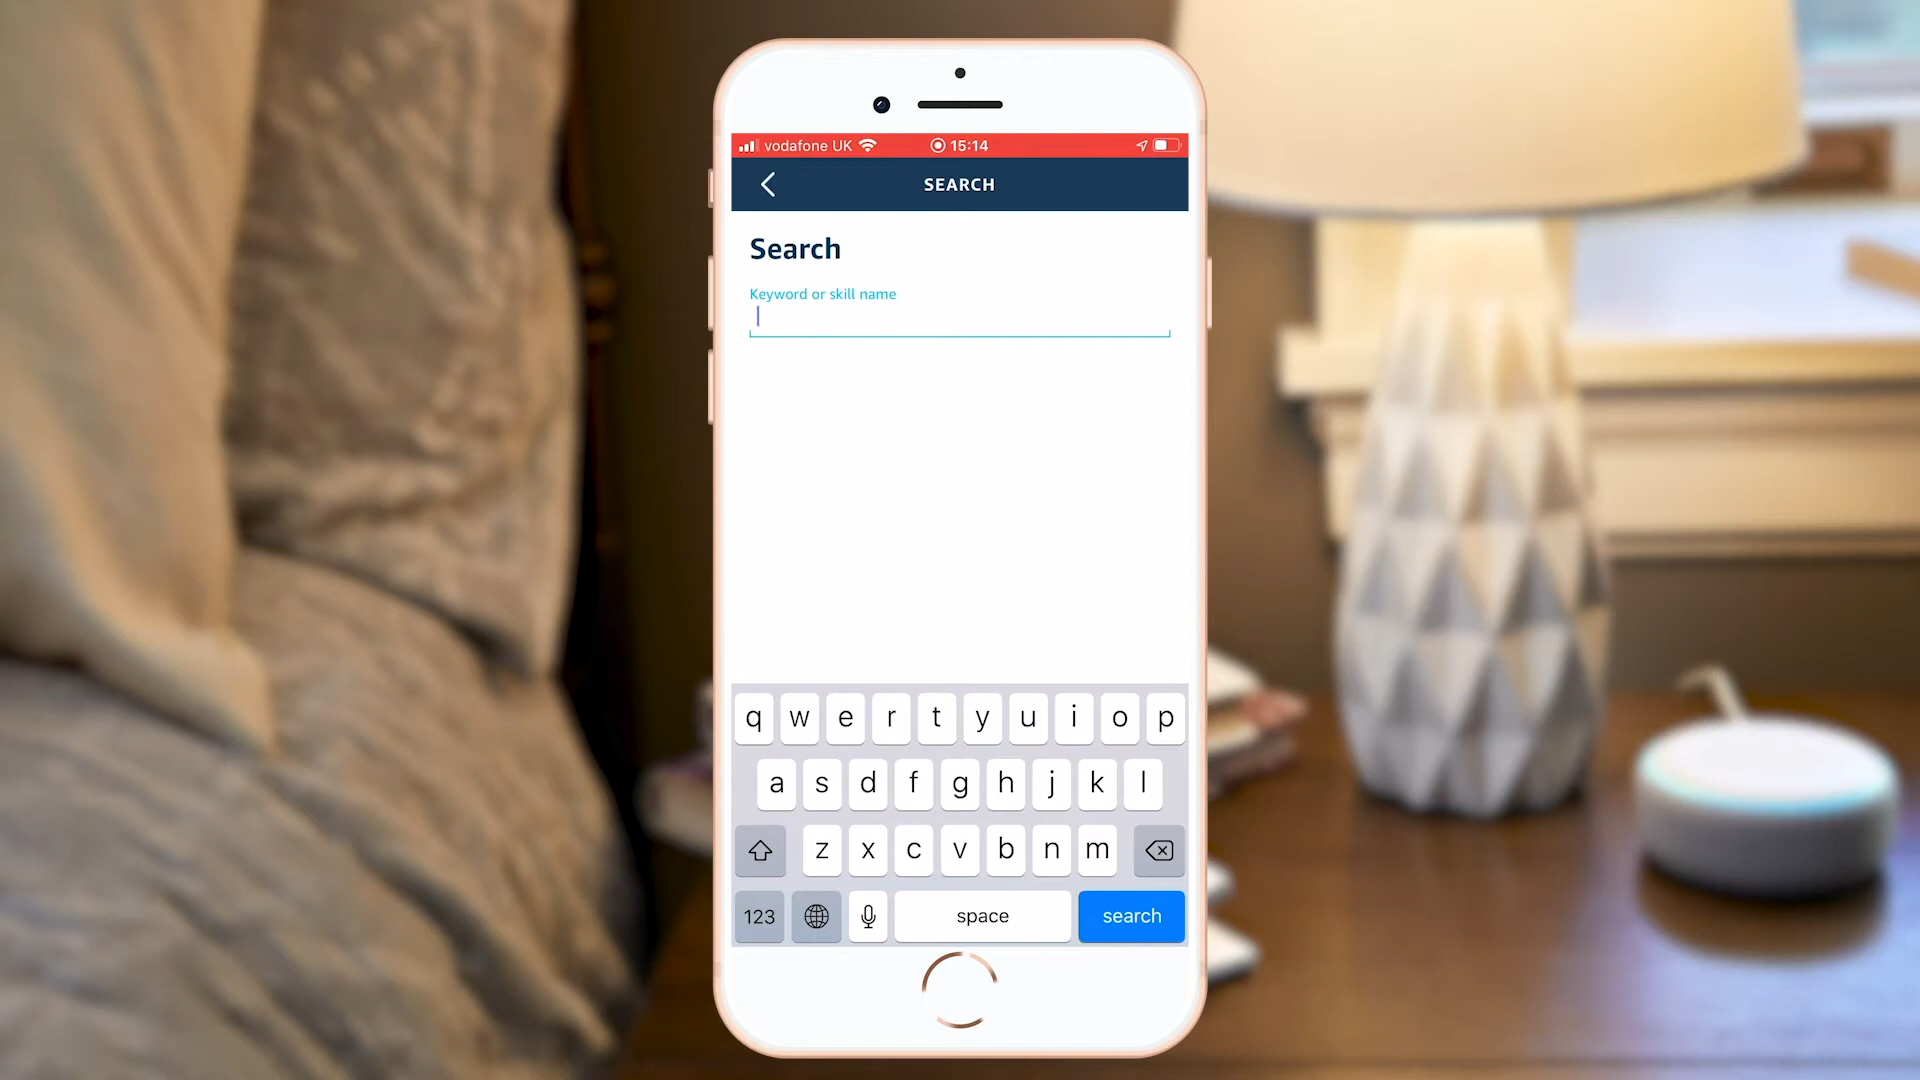 vodafone UK 15:14
SEARCH
Search
Keyword or skill name
q w e r t y u i o p
a s d f g h j k l
z x c v b n m
123 space search